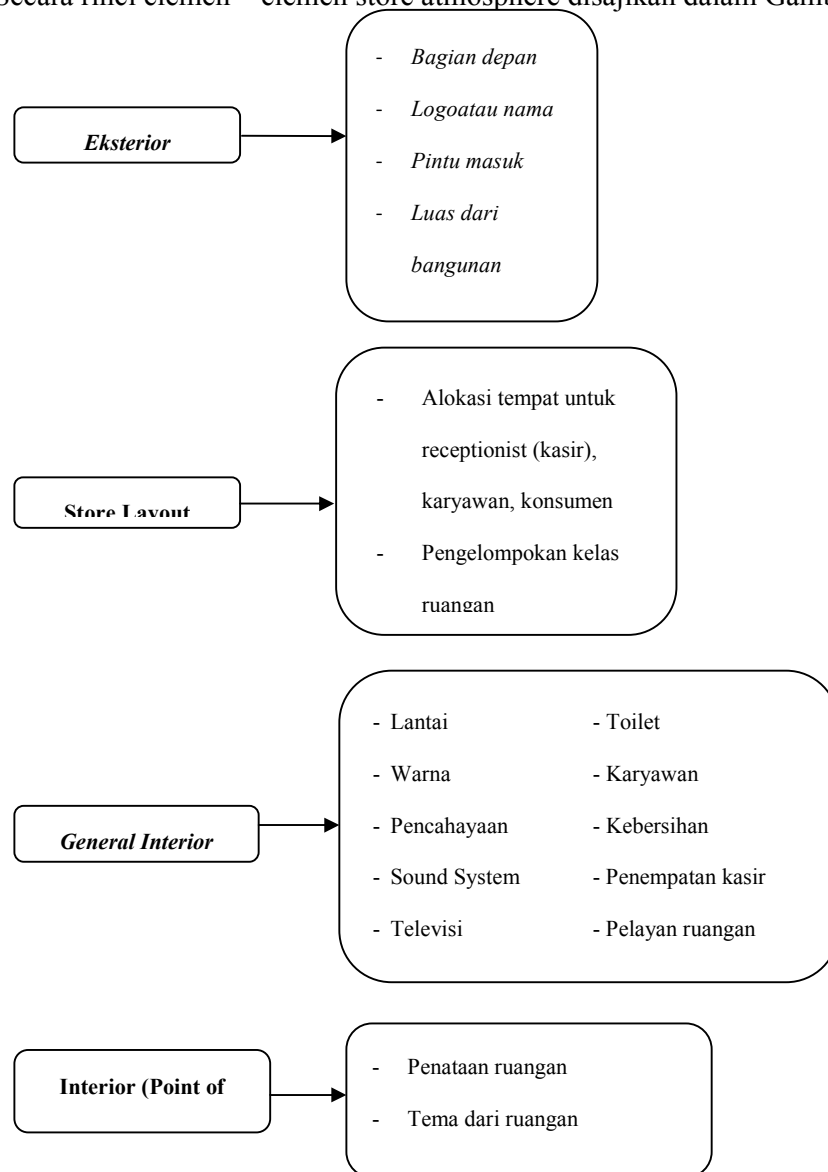 Secara rinci elemen – elemen store atmosphere disajikan dalam
Eksterior
- Bagian depan
- Logoatau nama
- Pintu masuk
- Luas dari
bangunan
Store Layout
- Alokasi tempat untuk
receptionist (kasir),
karyawan, konsumen
- Pengelompokan kelas
ruangan
General Interior
- Lantai
- Warna
- Pencahayaan
- Sound System
- Televisi
- Toilet
- Karyawan
- Kebersihan
- Penempatan kasir
- Pelayan ruangan
Interior (Point of
- Penataan ruangan
- Tema dari ruangan